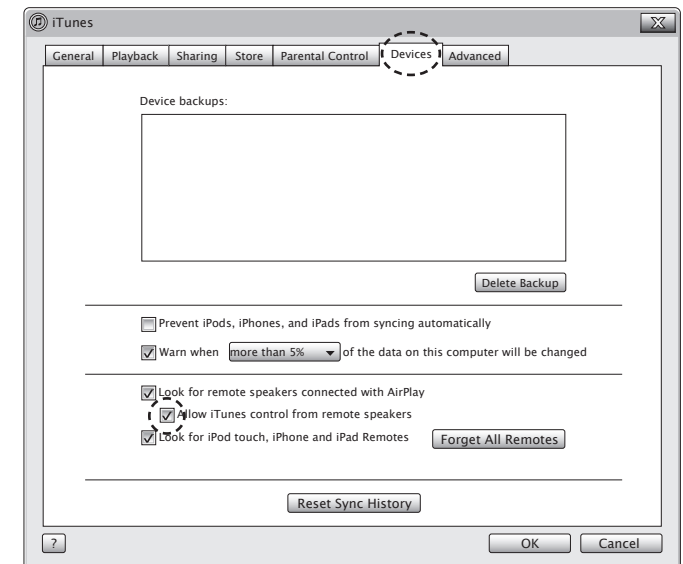 iTunes
General Playback Sharing Store Parental Control Devices Advanced
Device backups:
Delete Backup
Prevent iPods, iPhones, and iPads from syncing automatically
Warn when more than 5% of the data on this computer will be changed
Look for remote speakers connected with AirPlay
Allow iTunes control from remote speakers
Look for iPod touch, iPhone and iPad Remotes Forget All Remotes
Reset Sync History
? OK Cancel